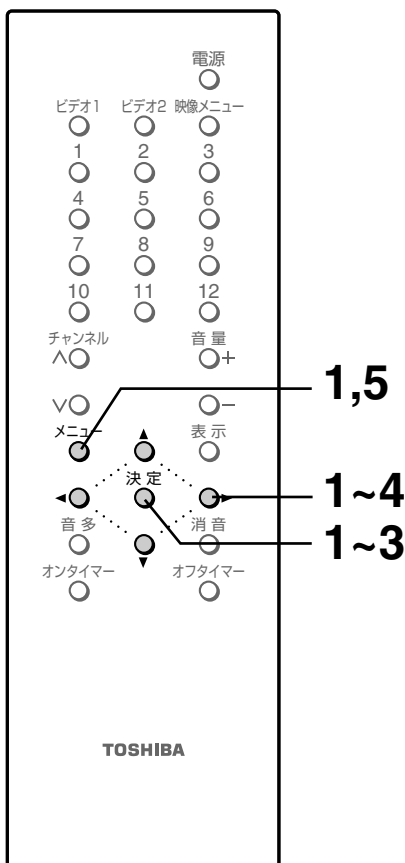 電源
ビデオ1 ビデオ2 映像メニュー
1 2 3
4 5 6
7 8 9
10 11 12
チャンネル 音量
∧ +
∨ −
メニュー ▲ 表示
◀ 決定 ▶
音多 ▼ 消音
オンタイマー オフタイマー
TOSHIBA
1,5
1~4
1~3